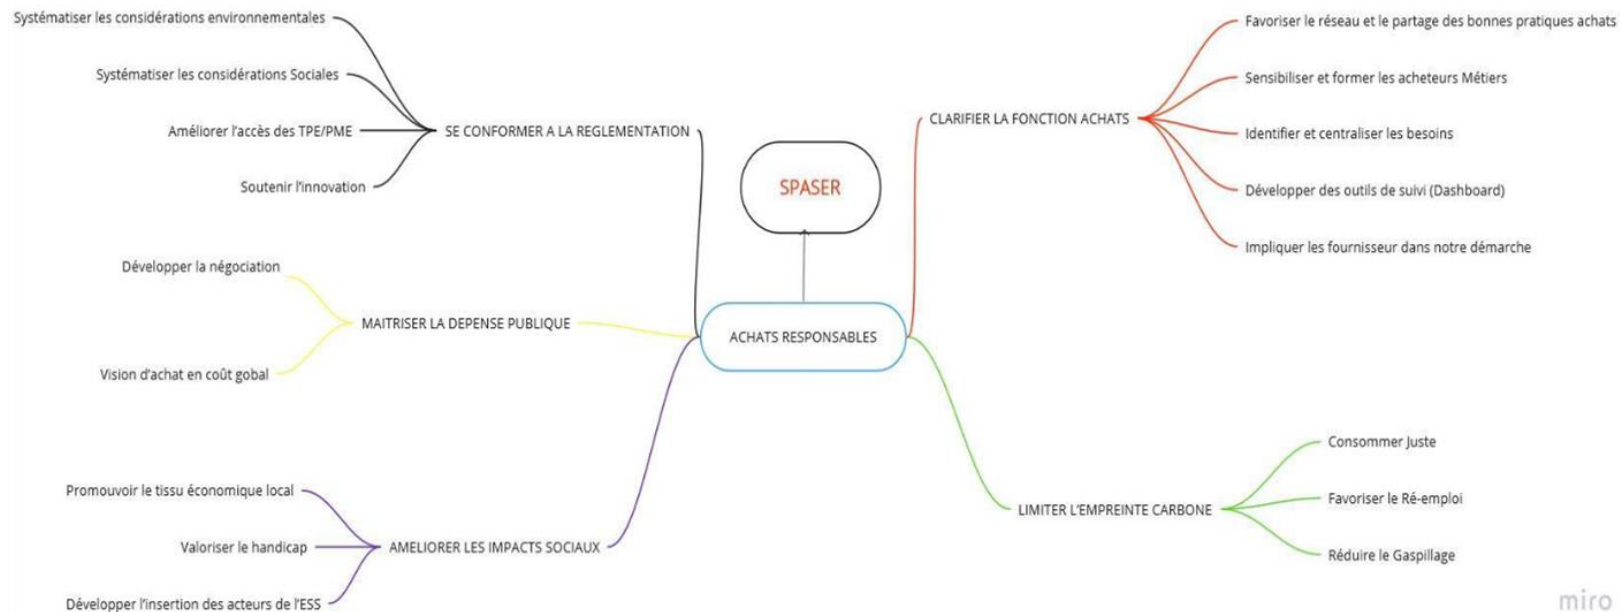 Systématiser les considérations environnementales
Systématiser les considérations Sociales
Améliorer l'accès des TPE/PME
Soutenir l'innovation
SE CONFORMER A LA REGLEMENTATION
Développer la négociation
Vision d'achat en coût gobal
MAITRISER LA DEPENSE PUBLIQUE
Promouvoir le tissu économique local
Valoriser le handicap
Développer l'insertion des acteurs de l'ESS
AMELIORER LES IMPACTS SOCIAUX
SPASER
ACHATS RESPONSABLES
CLARIFIER LA FONCTION ACHATS
Favoriser le réseau et le partage des bonnes pratiques achats
Sensibiliser et former les acheteurs Métiers
Identifier et centraliser les besoins
Développer des outils de suivi (Dashboard)
Impliquer les fournisseur dans notre démarche
LIMITER L'EMPREINTE CARBONE
Consommer Juste
Favoriser le Ré-emploi
Réduire le Gaspillage
miro